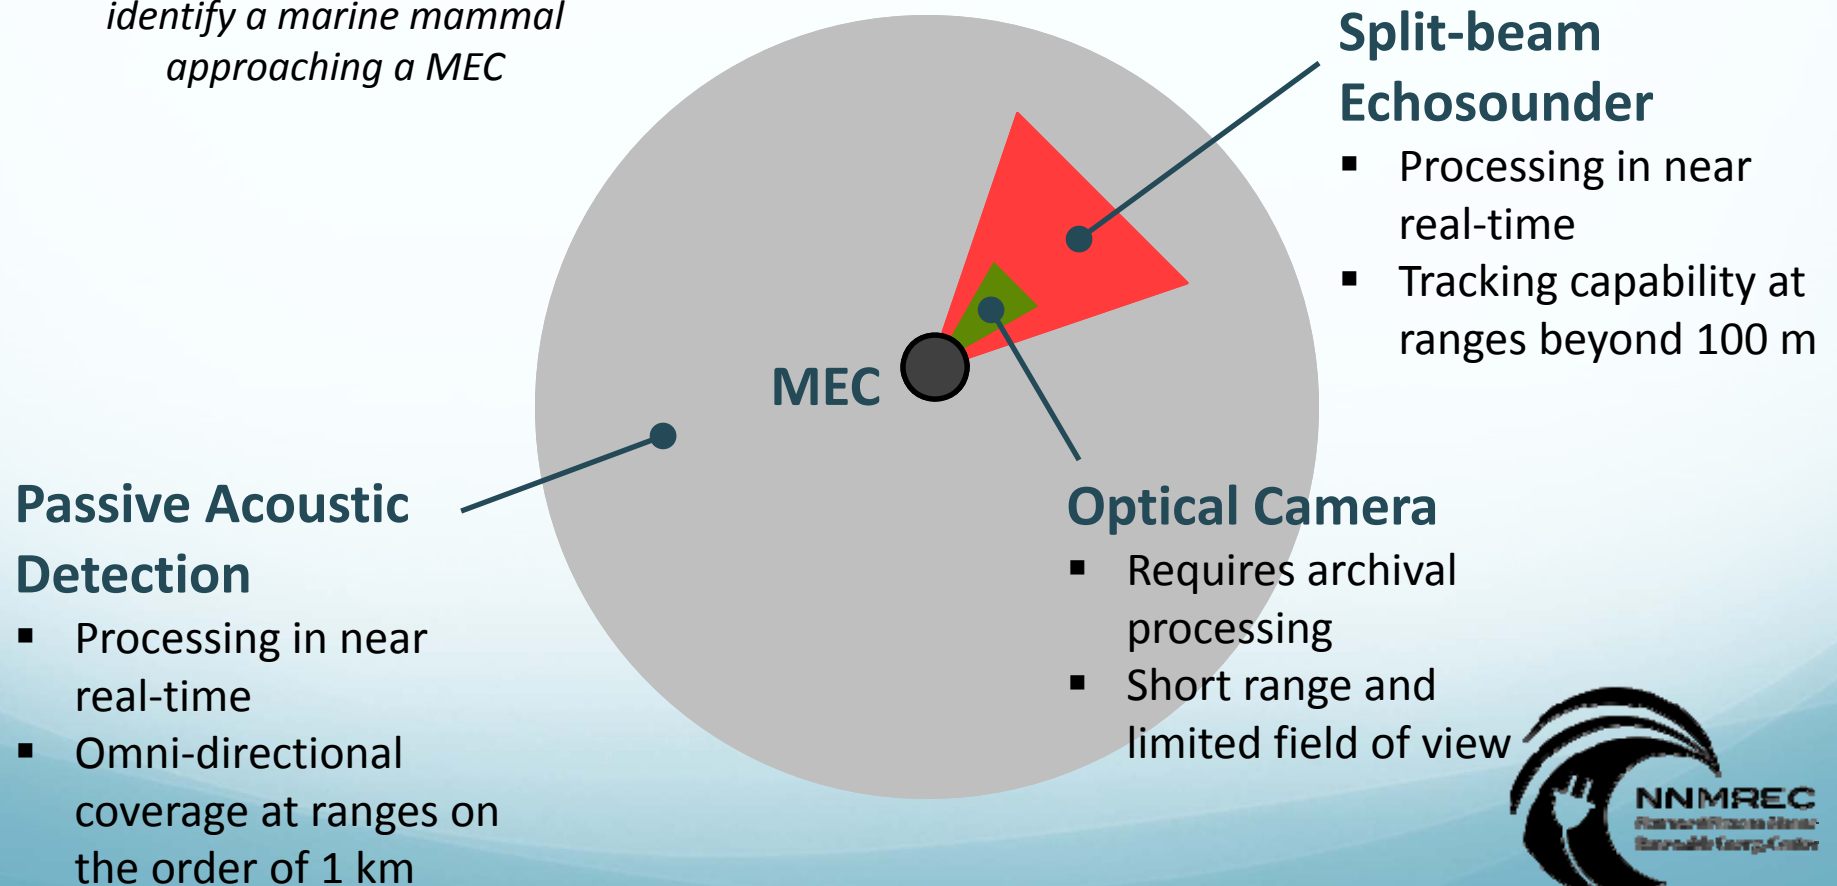 identify a marine mammal
approaching a MEC
Split-beam
Echosounder
▪ Processing in near
real-time
▪ Tracking capability at
ranges beyond 100 m
MEC
Passive Acoustic
Detection
▪ Processing in near
real-time
▪ Omni-directional
coverage at ranges on
the order of 1 km
Optical Camera
▪ Requires archival
processing
▪ Short range and
limited field of view
NNMREC